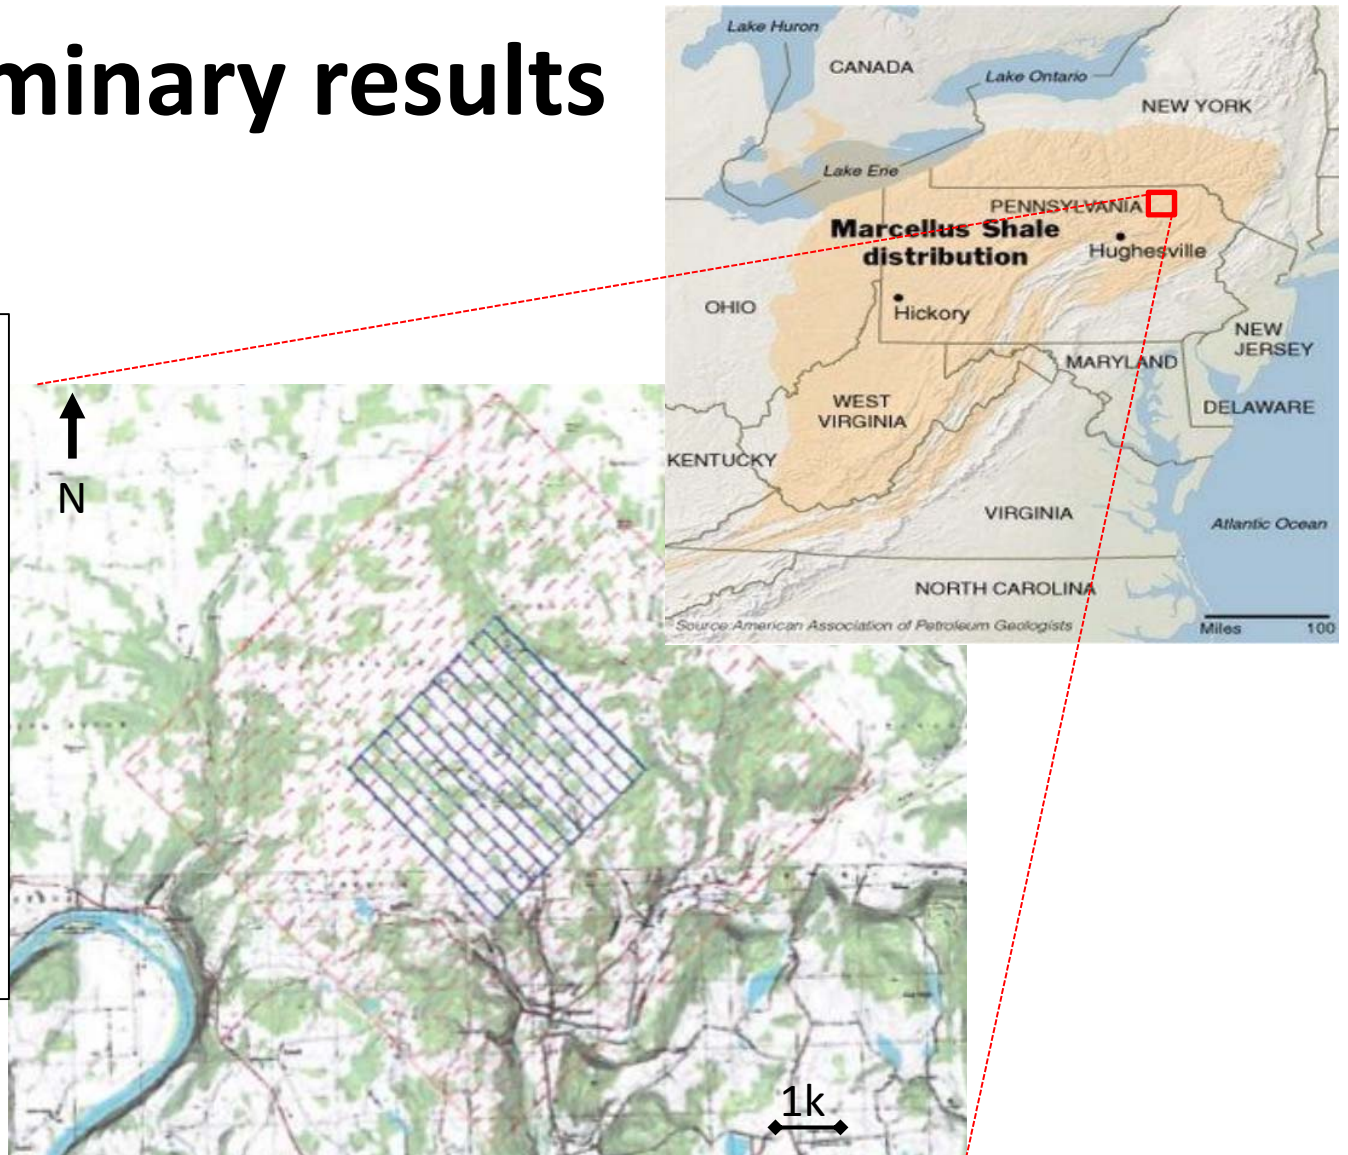 minary results
Lake Huron
CANADA
Lake Ontario
NEW YORK
Lake Erie
PENNSYLVANIA
Marcellus Shale
distribution
Hughesville
OHIO
Hickory
NEW
JERSEY
MARYLAND
WEST
VIRGINIA
DELAWARE
KENTUCKY
VIRGINIA
Atlantic Ocean
NORTH CAROLINA
Source:American Association of Petroleum Geologists
Miles 100
N
1k